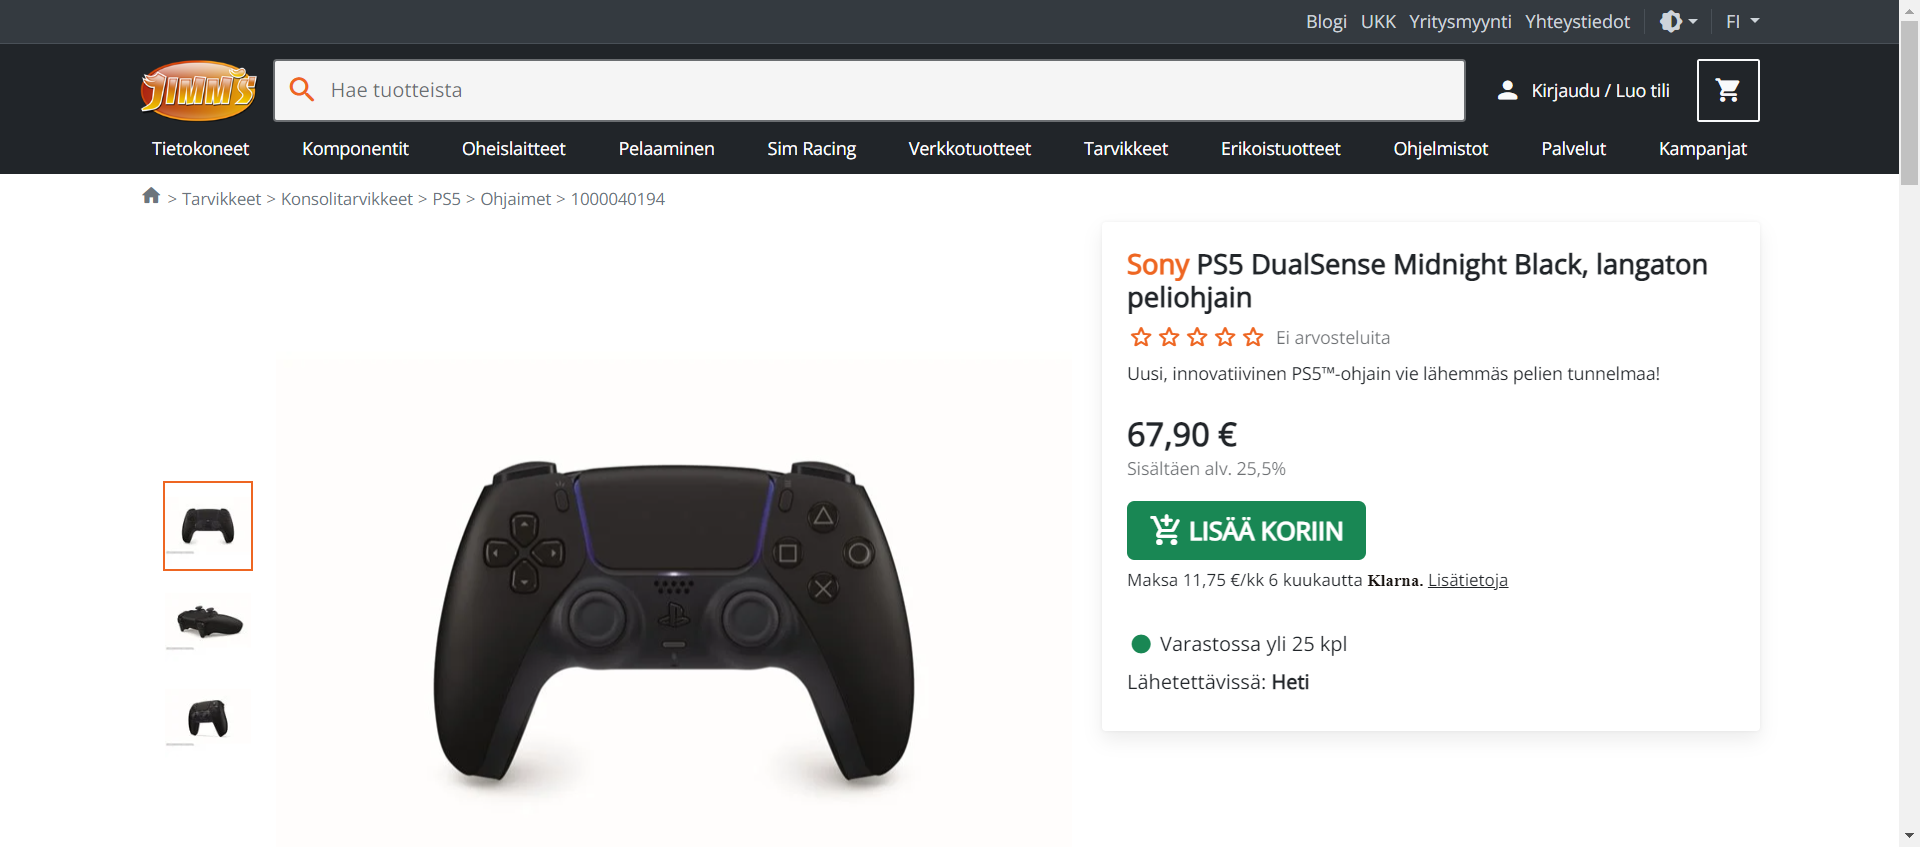 Blogi UKK Yritysmyynti Yhteystiedot FI
JIMM'S
Hae tuotteista
Kirjaudu / Luo tili
Tietokoneet Komponentit Oheislaitteet Pelaaminen Sim Racing Verkkotuotteet Tarvikkeet Erikoistuotteet Ohjelmistot Palvelut Kampanjat
> Tarvikkeet > Konsolitarvikkeet > PS5 > Ohjaimet > 1000040194
Sony PS5 DualSense Midnight Black, langaton
peliohjain
Ei arvosteluita
Uusi, innovatiivinen PS5™-ohjain vie lähemmäs pelien tunnelmaa!
67,90 €
Sisältäen alv. 25,5%
LISÄÄ KORIIN
Maksa 11,75 €/kk 6 kuukautta Klarna. Lisätietoja
Varastossa yli 25 kpl
Lähetettävissä: Heti